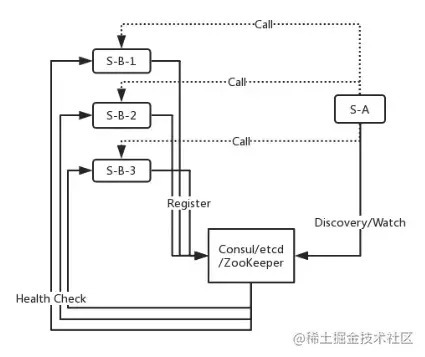 Call
S-B-1
Call
S-A
S-B-2
Call
S-B-3
Register
Discovery/Watch
Consul/etcd
/ZooKeeper
Health Check
@稀土掘金技术社区